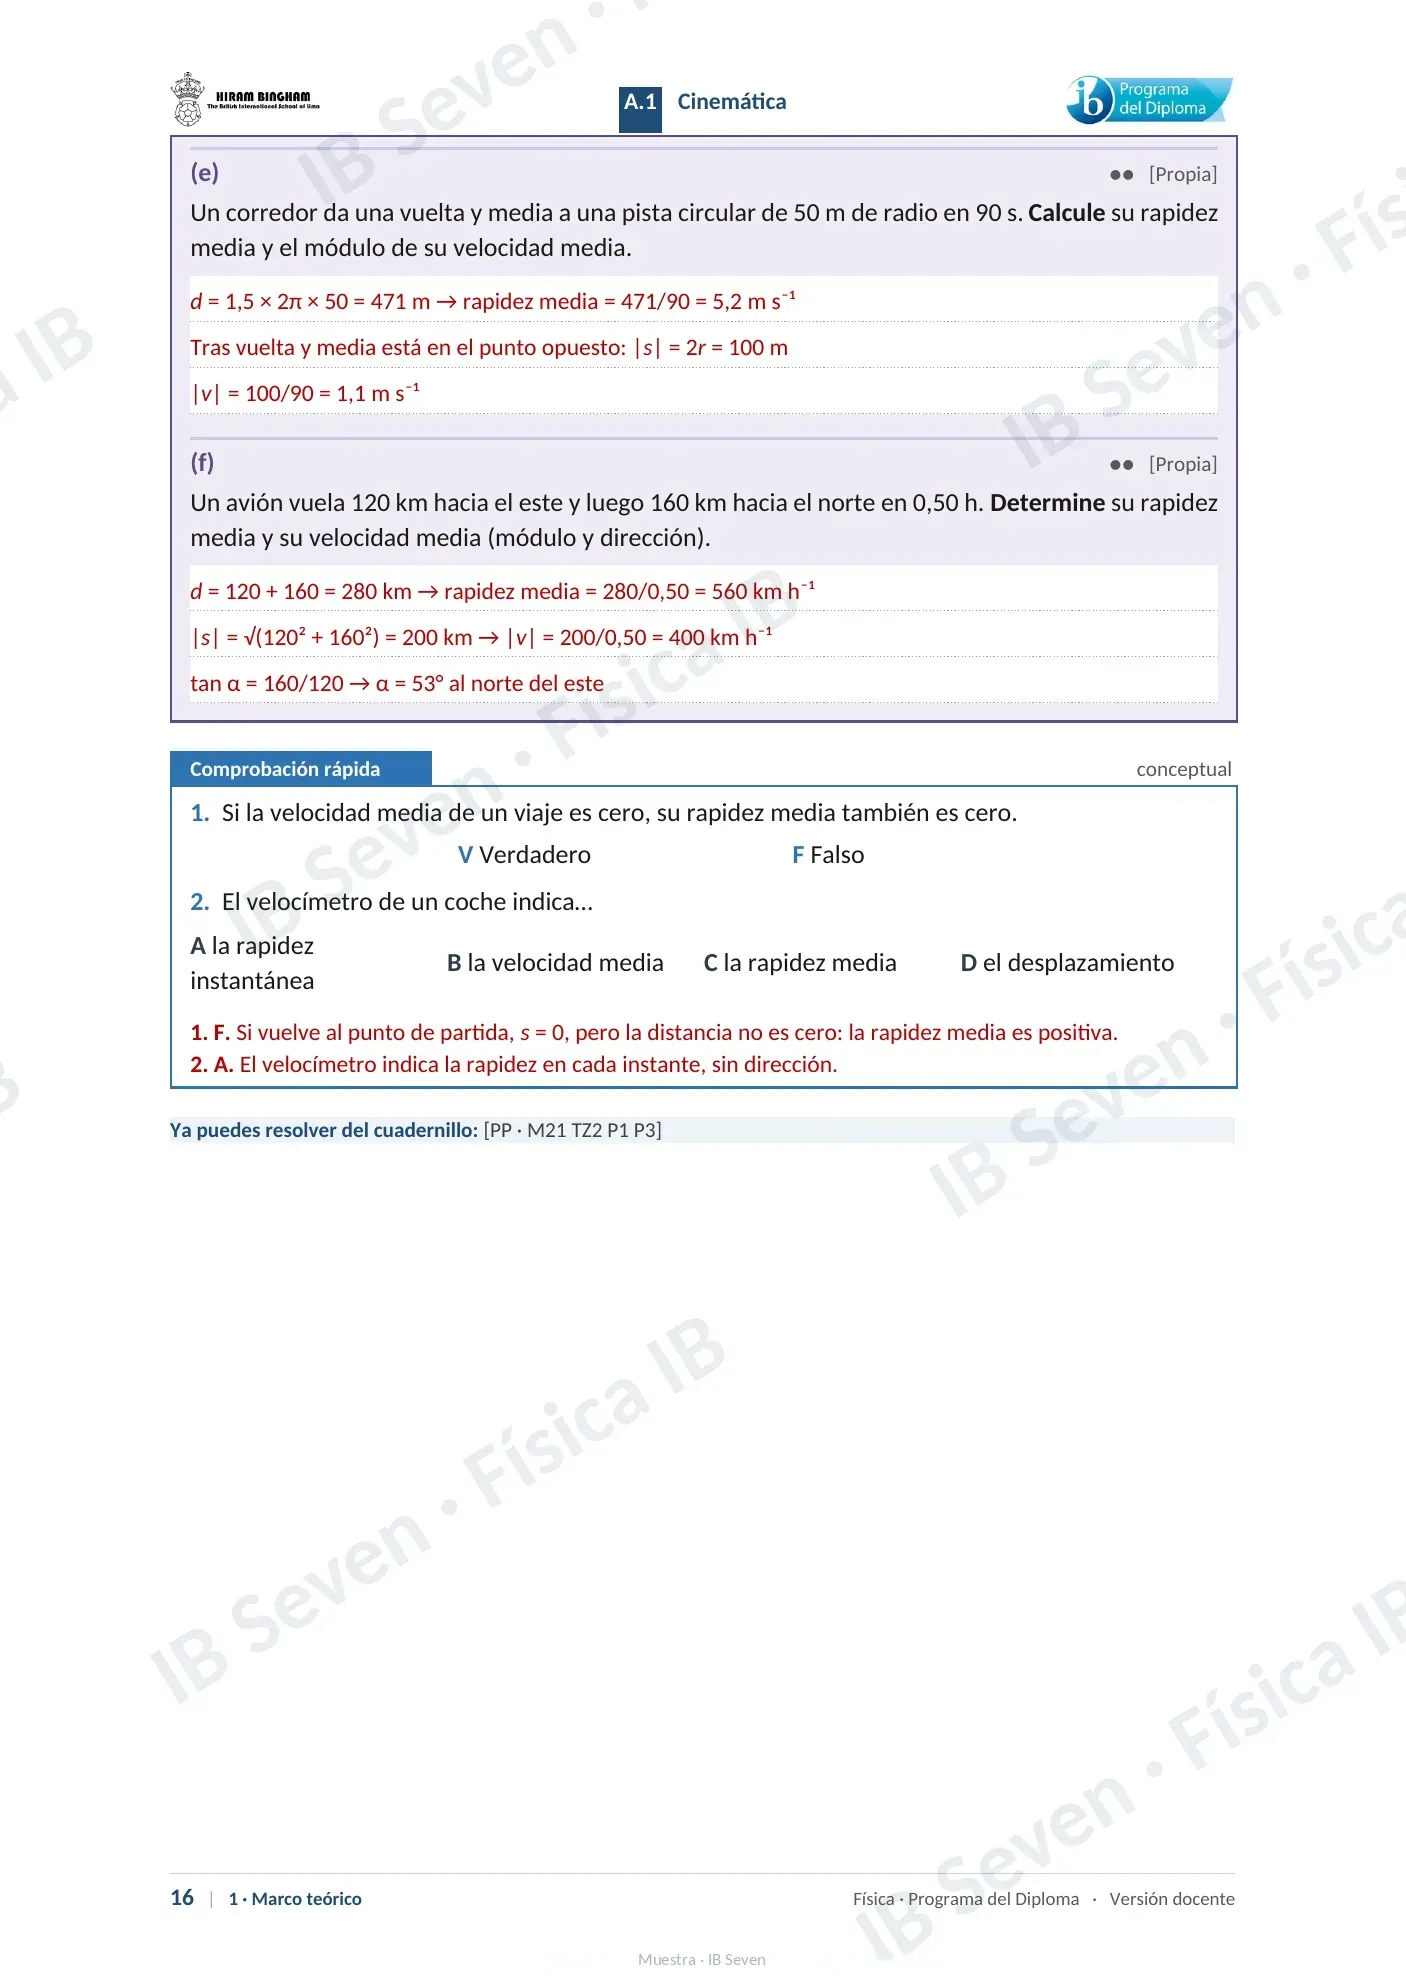 HIRAM BINGHAM
The British International School of Lima
A.1 Cinemática
ib Programa
del Diploma
(e) ●● [Propia]
Un corredor da una vuelta y media a una pista circular de 50 m de radio en 90 s. Calcule su rapidez
media y el módulo de su velocidad media.
d = 1,5 × 2π × 50 = 471 m → rapidez media = 471/90 = 5,2 m s⁻¹
Tras vuelta y media está en el punto opuesto: |s| = 2r = 100 m
|v| = 100/90 = 1,1 m s⁻¹
(f) ●● [Propia]
Un avión vuela 120 km hacia el este y luego 160 km hacia el norte en 0,50 h. Determine su rapidez
media y su velocidad media (módulo y dirección).
d = 120 + 160 = 280 km → rapidez media = 280/0,50 = 560 km h⁻¹
|s| = √(120² + 160²) = 200 km → |v| = 200/0,50 = 400 km h⁻¹
tan α = 160/120 → α = 53° al norte del este
Comprobación rápida conceptual
1. Si la velocidad media de un viaje es cero, su rapidez media también es cero.
V Verdadero F Falso
2. El velocímetro de un coche indica...
A la rapidez
instantánea
B la velocidad media C la rapidez media D el desplazamiento
1. F. Si vuelve al punto de partida, s = 0, pero la distancia no es cero: la rapidez media es positiva.
2. A. El velocímetro indica la rapidez en cada instante, sin dirección.
Ya puedes resolver del cuadernillo: [PP · M21 TZ2 P1 P3]
IB Seven · Física IB
16 | 1 · Marco teórico Física · Programa del Diploma · Versión docente
Muestra · IB Seven